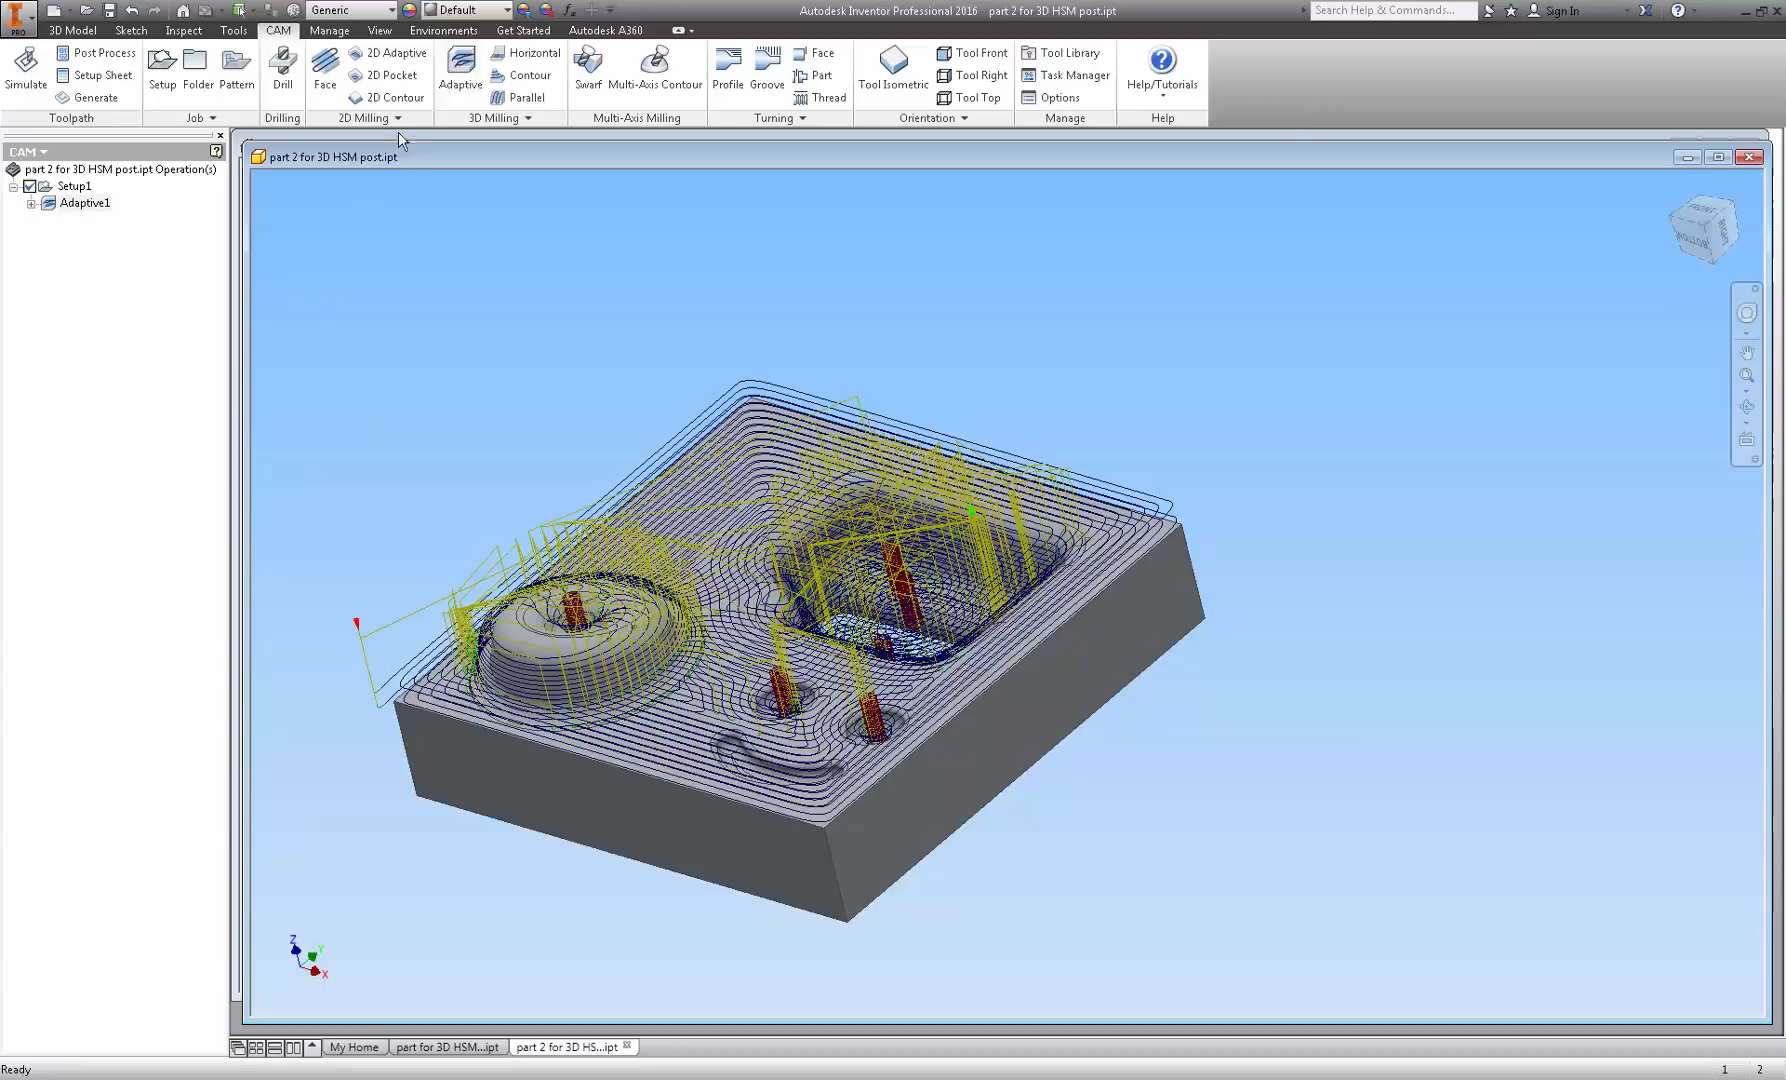 Generic
Default
Autodesk Inventor Professional 2016 part 2 for 3D HSM post.ipt
Search Help & Commands...
Sign In
PRO
3D Model Sketch Inspect Tools CAM Manage View Environments Get Started Autodesk A360
Simulate
Post Process
Setup Sheet
Generate
Toolpath
Setup Folder Pattern
Job
Drill
Drilling
Face
2D Adaptive
2D Pocket
2D Contour
2D Milling
Adaptive
Horizontal
Contour
Parallel
3D Milling
Swarf Multi-Axis Contour
Multi-Axis Milling
Profile Groove
Face
Part
Thread
Turning
Tool Isometric
Tool Front
Tool Right
Tool Top
Orientation
Tool Library
Task Manager
Options
Manage
Help/Tutorials
Help
CAM
part 2 for 3D HSM post.ipt Operation(s)
Setup1
Adaptive1
part 2 for 3D HSM post.ipt
FRONT
RIGHT
BOTTOM
Z
Y
X
My Home part for 3D HSM...ipt part 2 for 3D HS...ipt
Ready
1 2